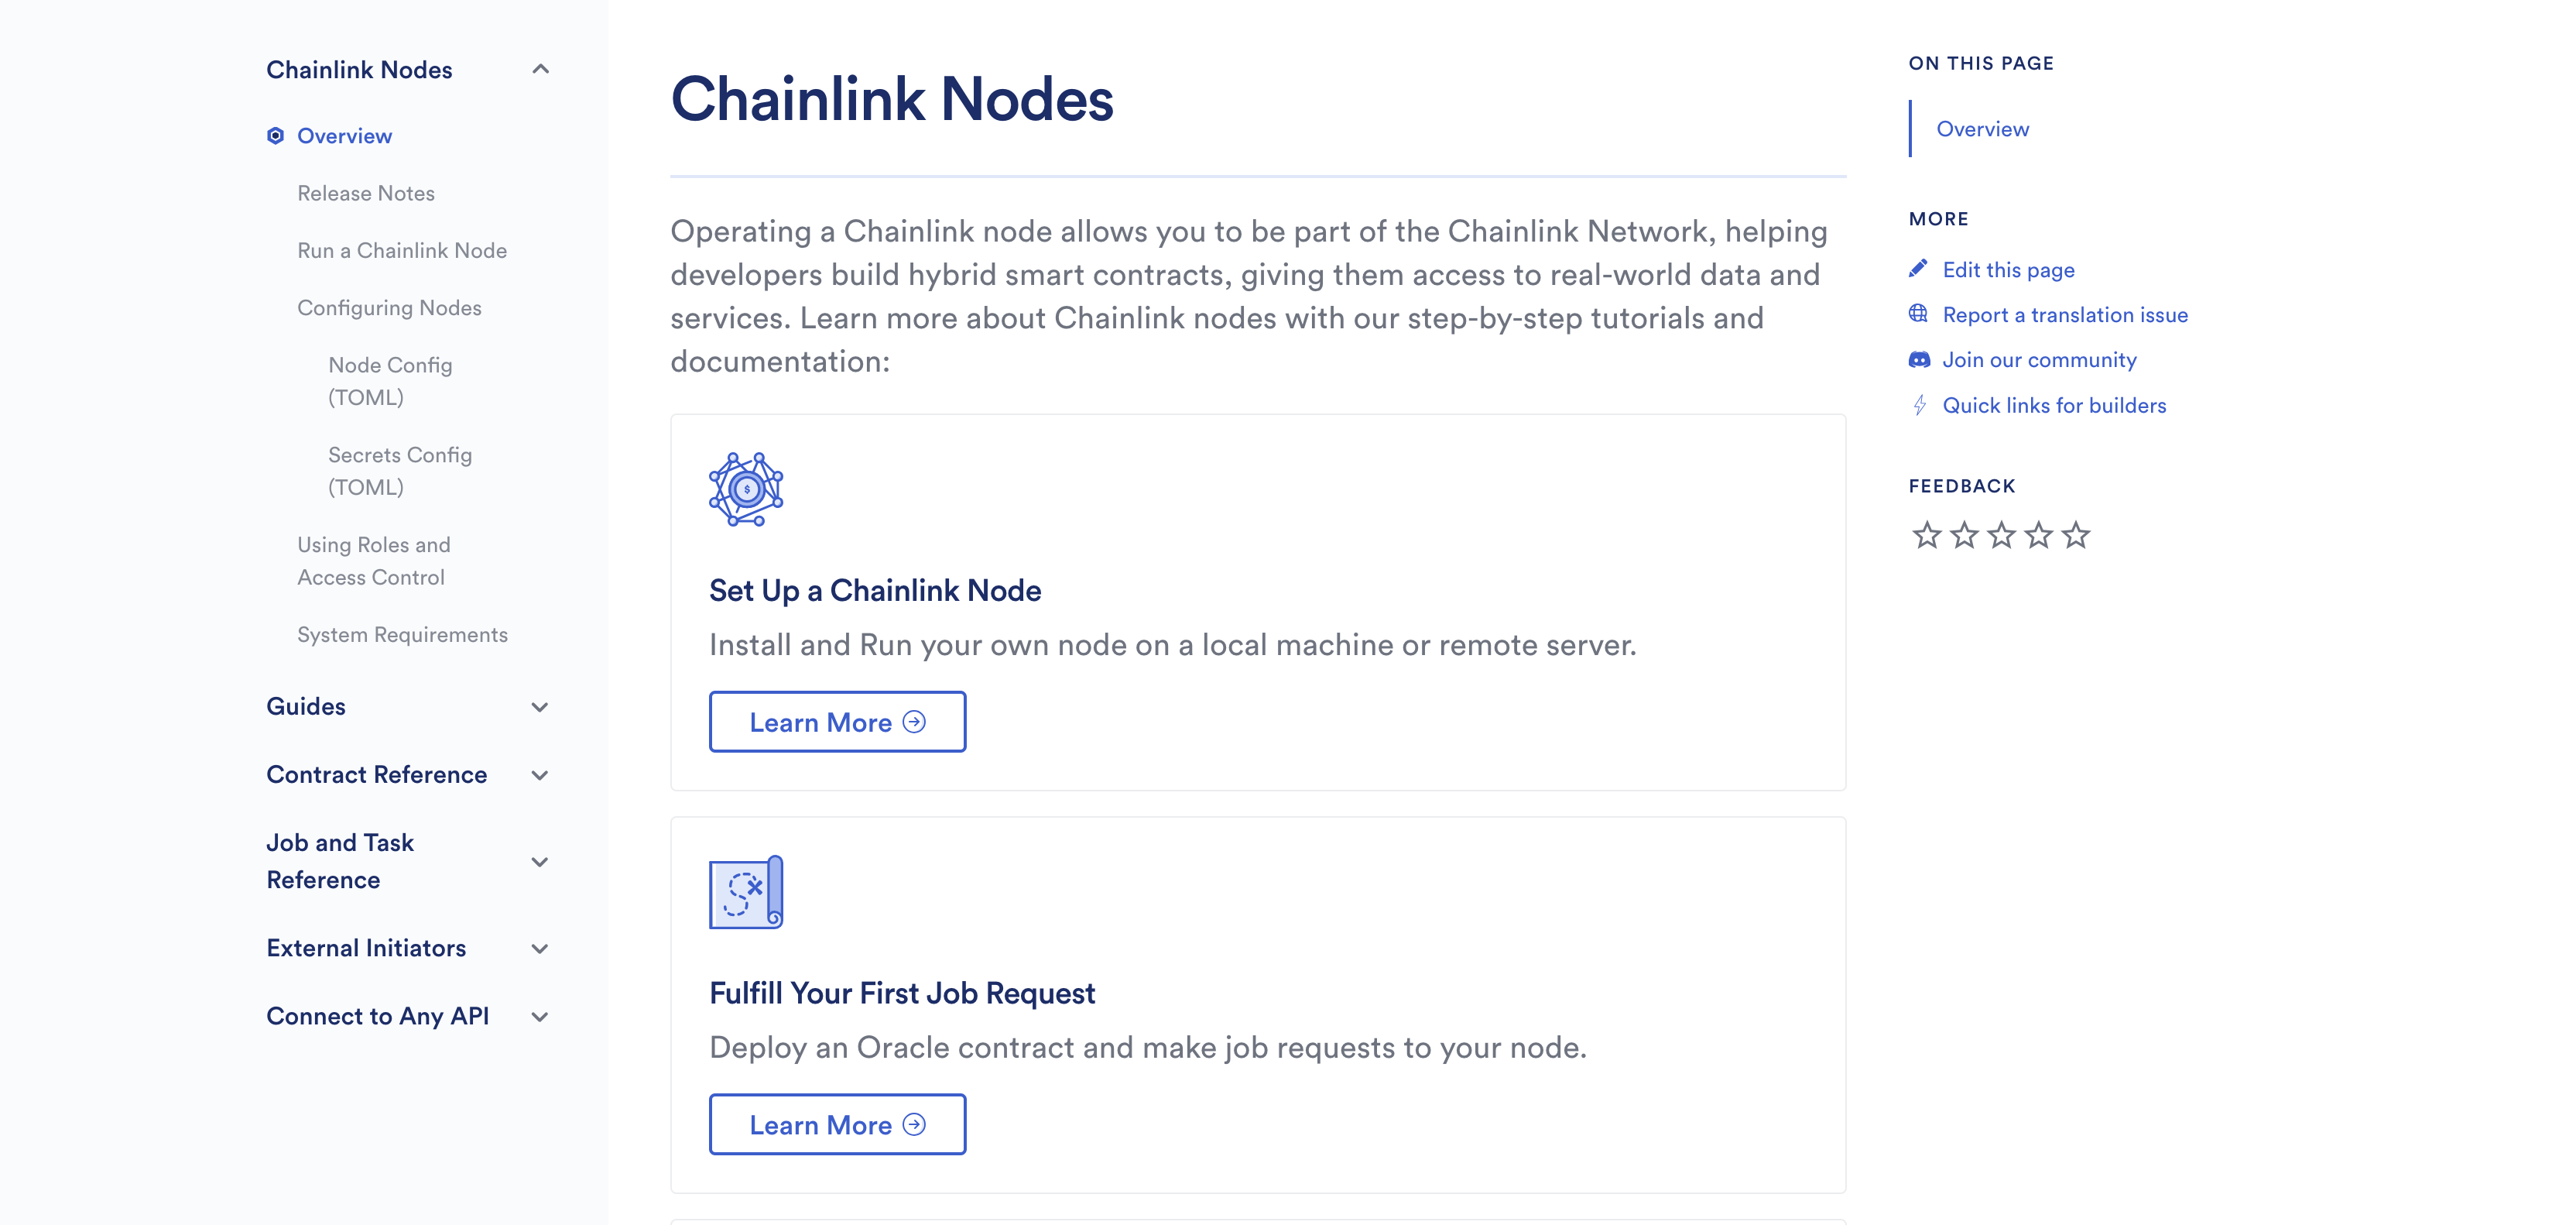 Chainlink Nodes
Overview
Release Notes
Run a Chainlink Node
Configuring Nodes
Node Config
(TOML)
Secrets Config
(TOML)
Using Roles and
Access Control
System Requirements
Guides
Contract Reference
Job and Task
Reference
External Initiators
Connect to Any API
Chainlink Nodes
Operating a Chainlink node allows you to be part of the Chainlink Network, helping
developers build hybrid smart contracts, giving them access to real-world data and
services. Learn more about Chainlink nodes with our step-by-step tutorials and
documentation:
$
Set Up a Chainlink Node
Install and Run your own node on a local machine or remote server.
Learn More
Fulfill Your First Job Request
Deploy an Oracle contract and make job requests to your node.
Learn More
ON THIS PAGE
Overview
MORE
Edit this page
Report a translation issue
Join our community
Quick links for builders
FEEDBACK